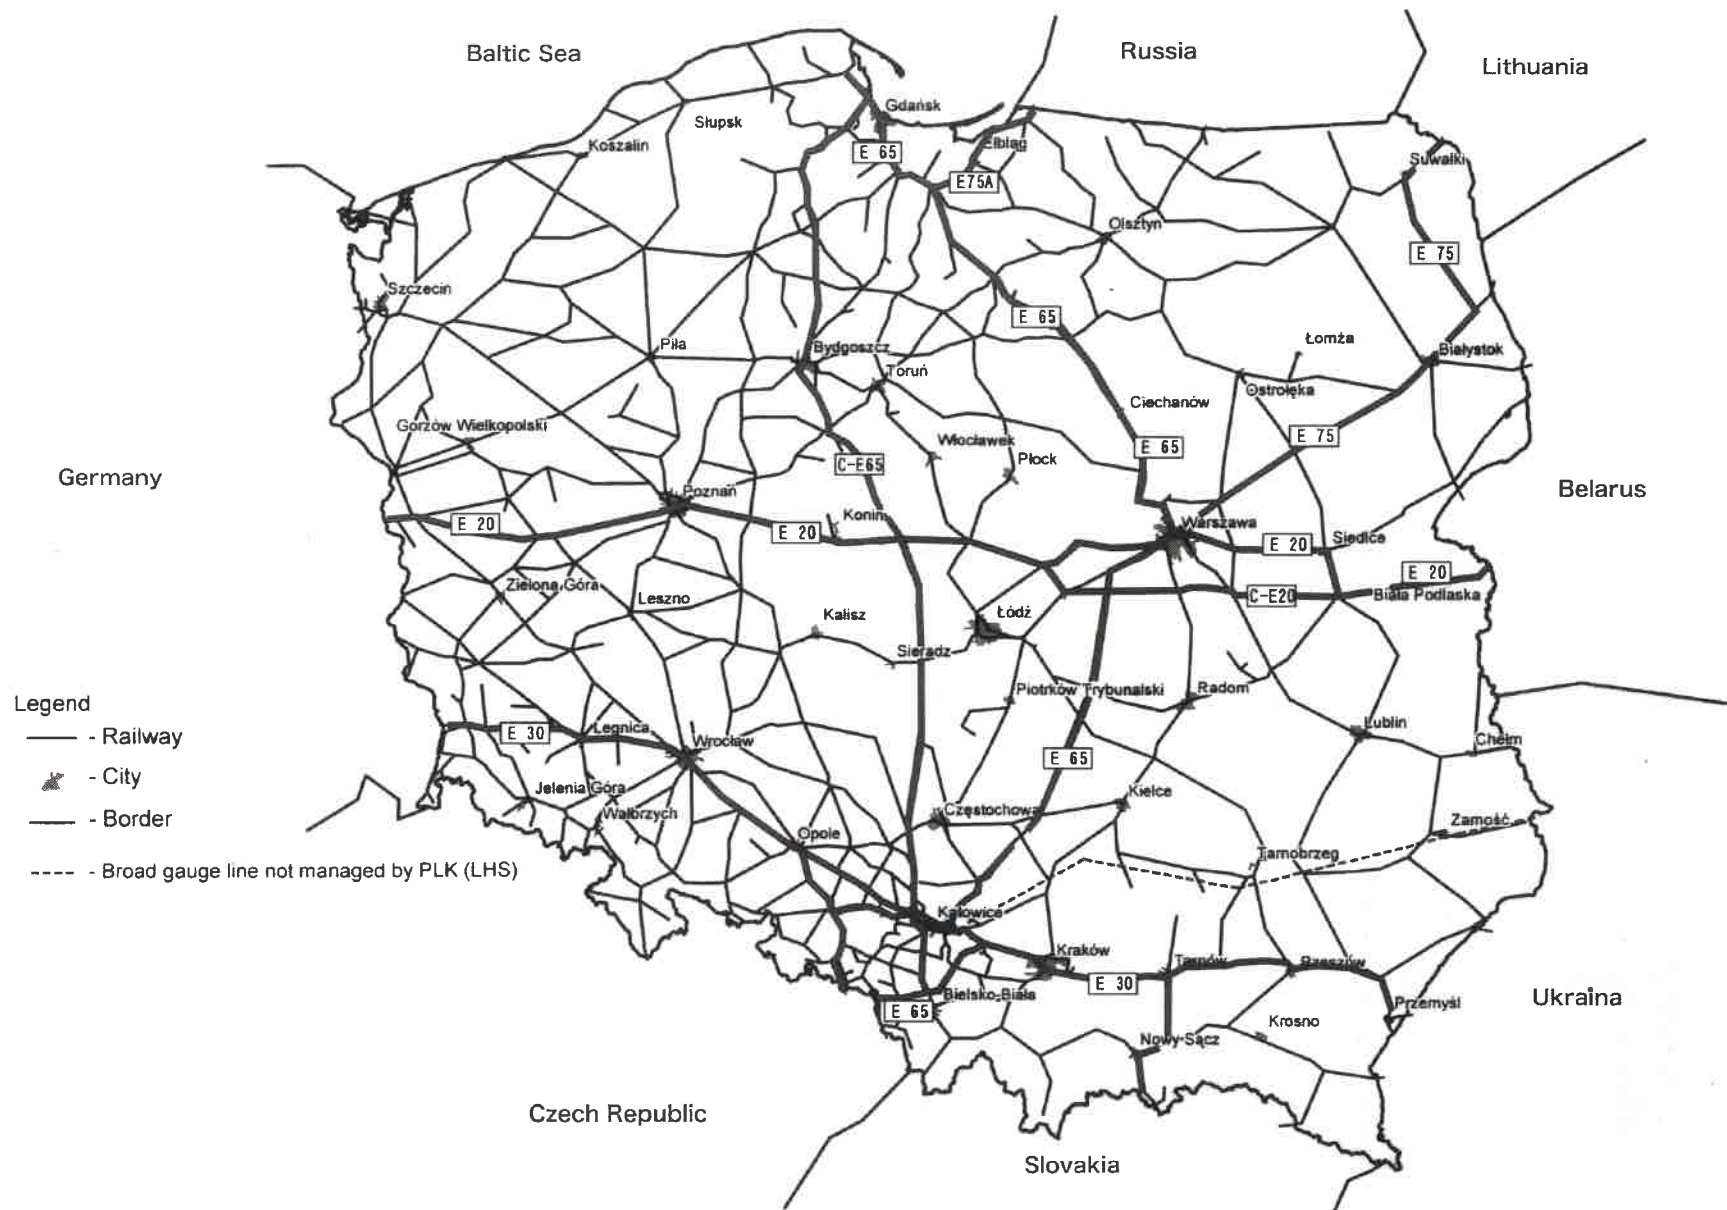 Baltic Sea
Russia
Lithuania
Gdańsk
Słupsk
Koszalin
E 65
Elbląg
E75A
Suwałki
Olsztyn
E 75
Szczecin
E 65
Piła
Bydgoszcz
Łomża
Białystok
Toruń
Ostrołęka
Ciechanów
Gorzów Wielkopolski
E 75
Włocławek
E 65
Płock
C-E65
Germany
Poznań
Belarus
E 20
Konin
E 20
Warszawa
E 20
Siedlce
E 20
Zielona Góra
Leszno
C-E20
Biała Podlaska
Kalisz
Łódź
Sieradz
Piotrków Trybunalski
Radom
Legend
- Railway
- City
- Border
- Broad gauge line not managed by PLK (LHS)
E 30
Legnica
Wrocław
Lublin
Chełm
E 65
Jelenia Góra
Kielce
Wałbrzych
Częstochowa
Zamość
Opole
Tarnobrzeg
Katowice
Kraków
Tarnów
Rzeszów
E 30
Bielsko-Biała
Przemyśl
Ukraina
E 65
Krosno
Nowy-Sącz
Czech Republic
Slovakia